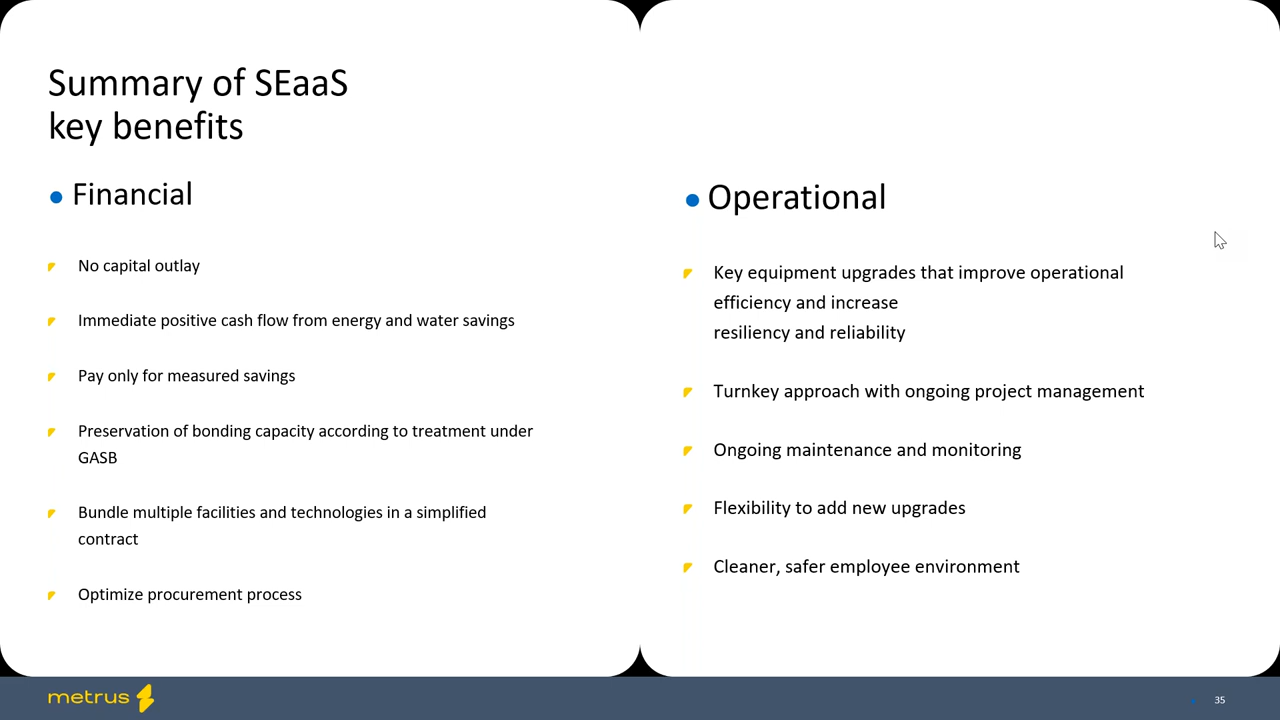 Summary of SEaaS
key benefits
Financial
No capital outlay
Immediate positive cash flow from energy and water savings
Pay only for measured savings
Preservation of bonding capacity according to treatment under
GASB
Bundle multiple facilities and technologies in a simplified
contract
Optimize procurement process
Operational
Key equipment upgrades that improve operational
efficiency and increase
resiliency and reliability
Turnkey approach with ongoing project management
Ongoing maintenance and monitoring
Flexibility to add new upgrades
Cleaner, safer employee environment
metrus
35